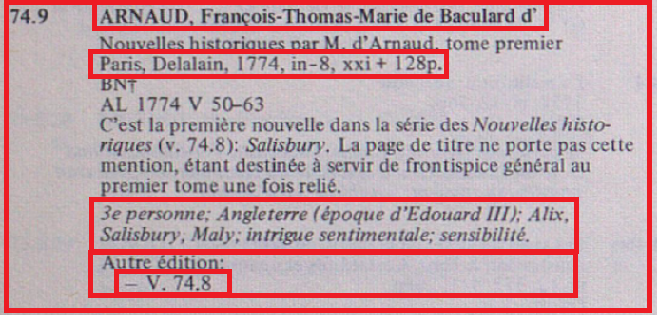 74.9 ARNAUD, François-Thomas-Marie de Baculard d'
Nouvelles historiques par M. d'Arnaud, tome premier
Paris, Delalain, 1774, in-8, xxi + 128p.
BN†
AL 1774 V 50–63
C'est la première nouvelle dans la série des Nouvelles histo-
riques (v. 74.8): Salisbury. La page de titre ne porte pas cette
mention, étant destinée à servir de frontispice général au
premier tome une fois relié.
3e personne; Angleterre (époque d'Edouard III); Alix,
Salisbury, Maly; intrigue sentimentale; sensibilité.
Autre édition:
– V. 74.8